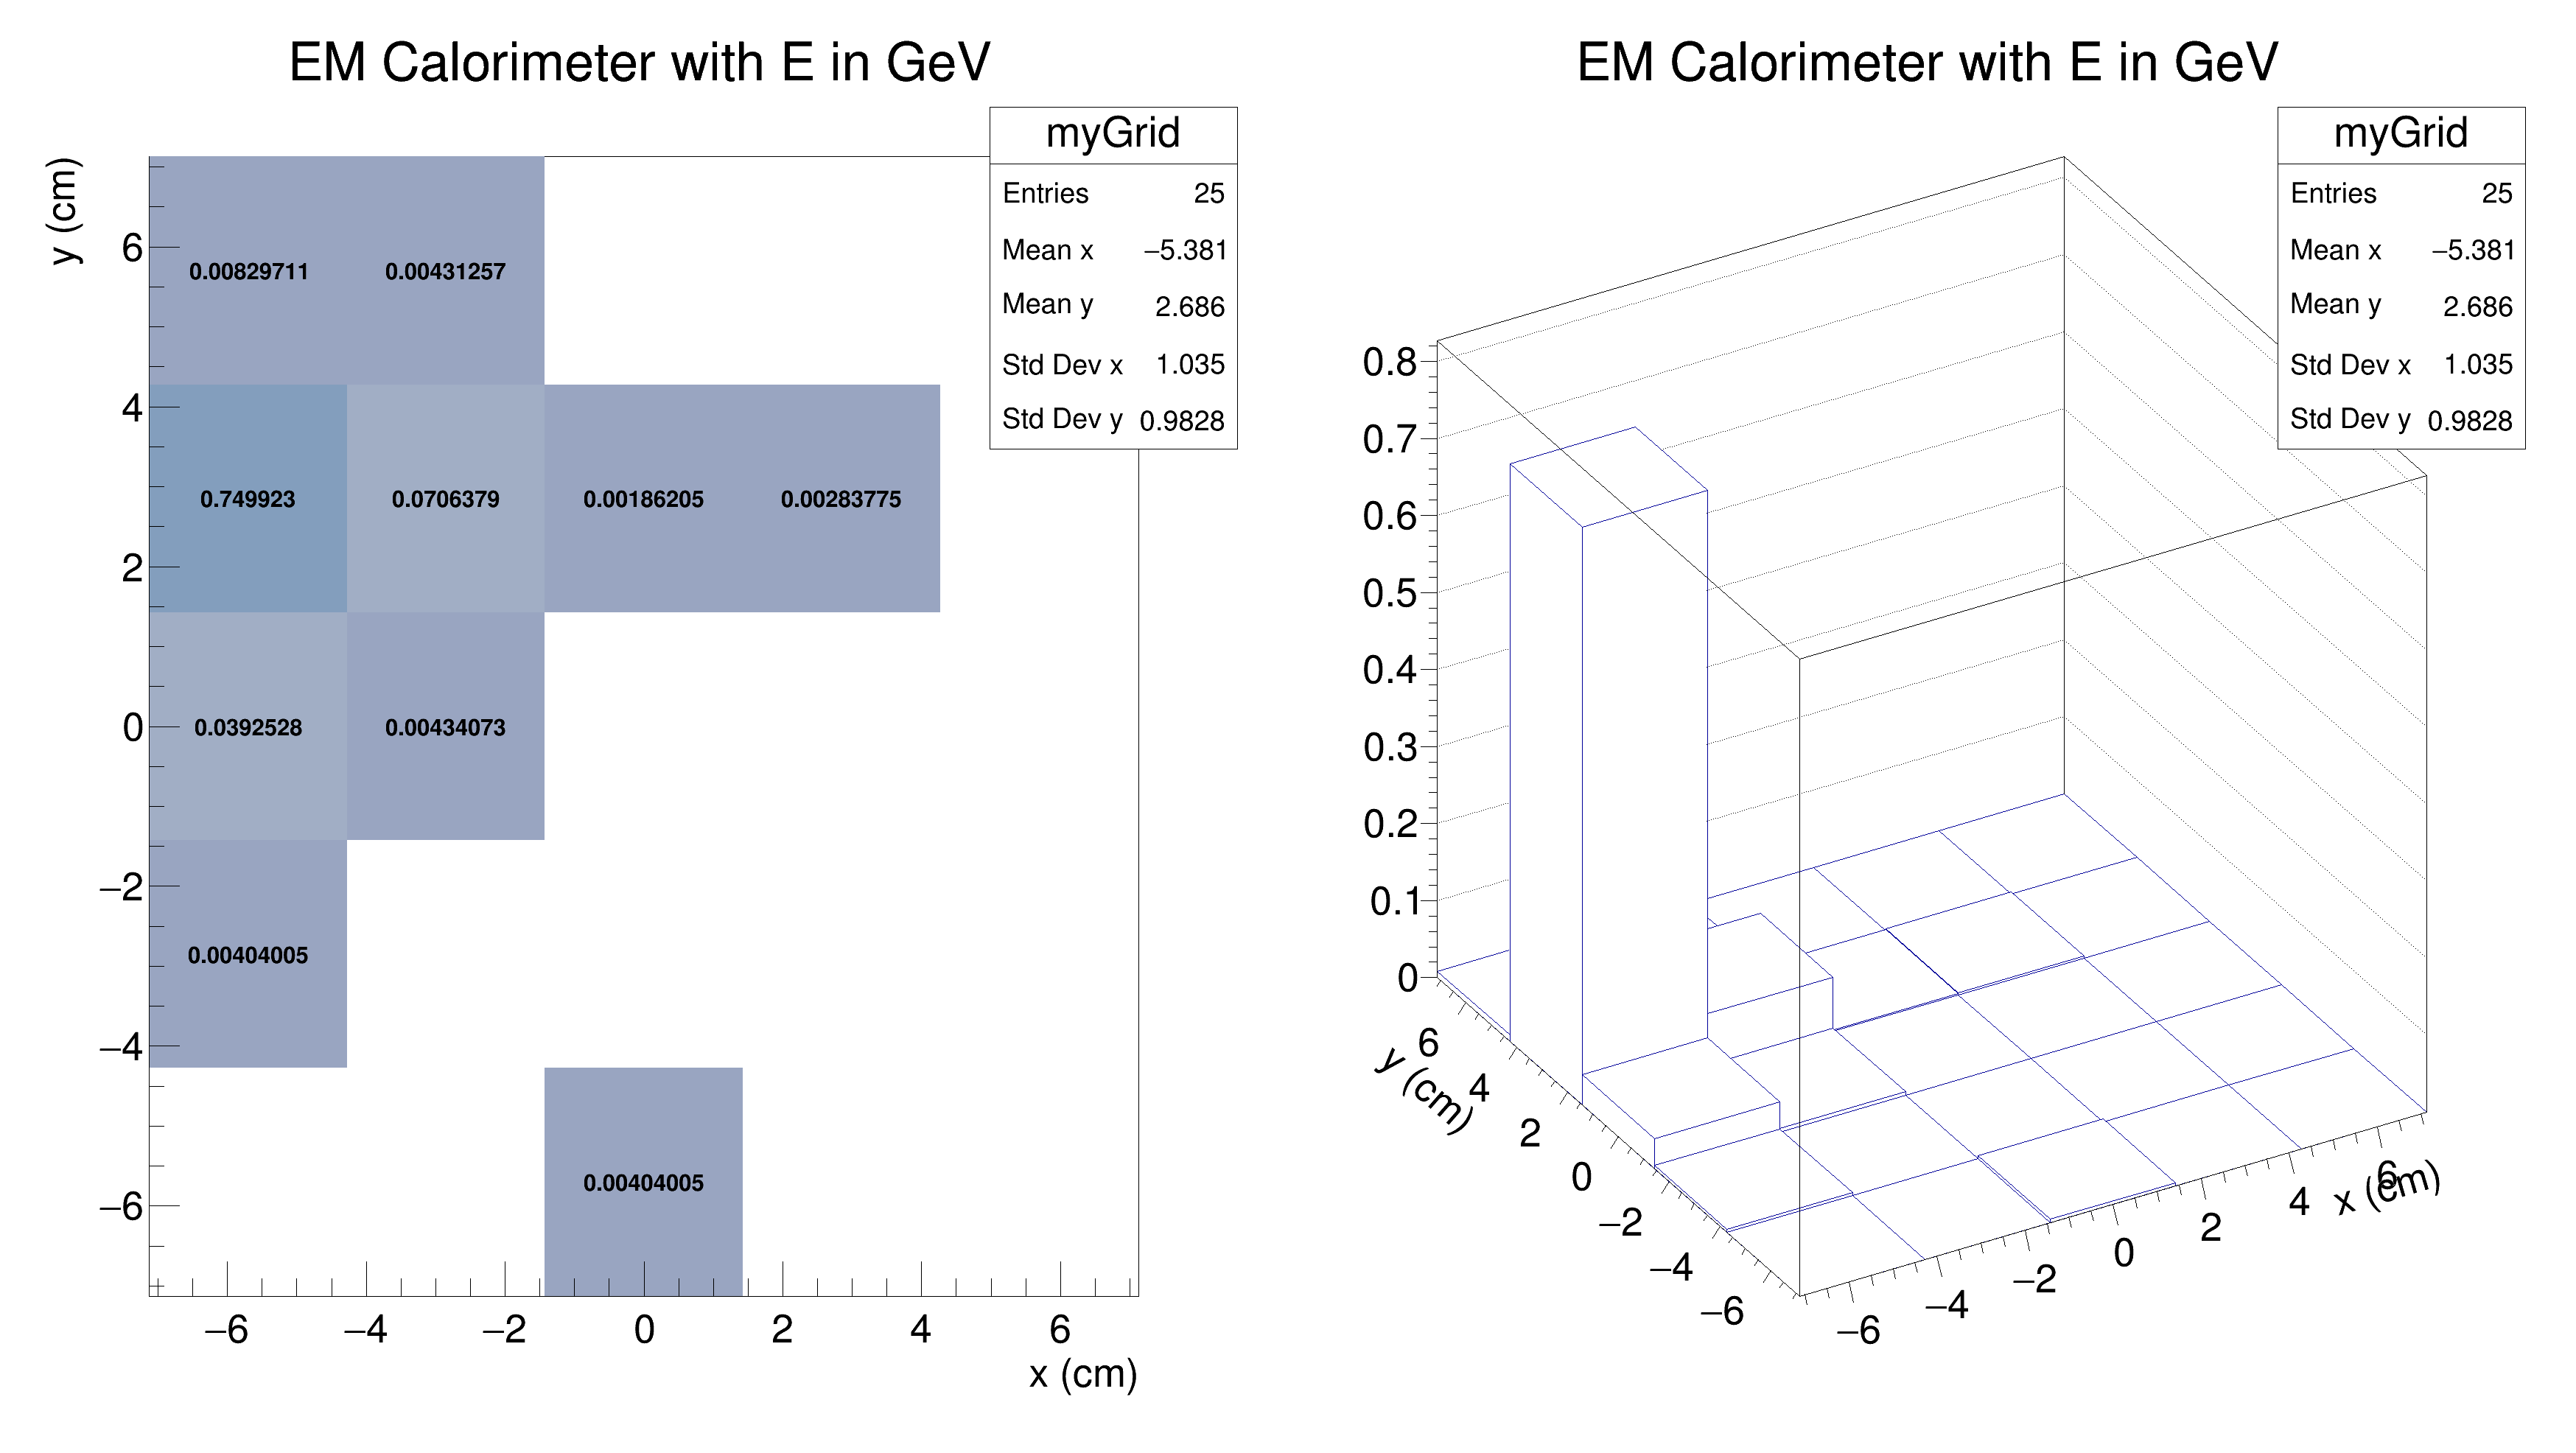 EM Calorimeter with E in GeV
myGrid
Entries 25
Mean x −5.381
Mean y 2.686
Std Dev x 1.035
Std Dev y 0.9828
y (cm)
6
4
2
0
−2
−4
−6
0.00829711 0.00431257
0.749923 0.0706379 0.00186205 0.00283775
0.0392528 0.00434073
0.00404005
0.00404005
−6 −4 −2 0 2 4 6
x (cm)
EM Calorimeter with E in GeV
myGrid
Entries 25
Mean x −5.381
Mean y 2.686
Std Dev x 1.035
Std Dev y 0.9828
0.8
0.7
0.6
0.5
0.4
0.3
0.2
0.1
0
6
4
2
0
−2
−4
−6
y (cm)
−6 −4 −2 0 2 4 6
x (cm)